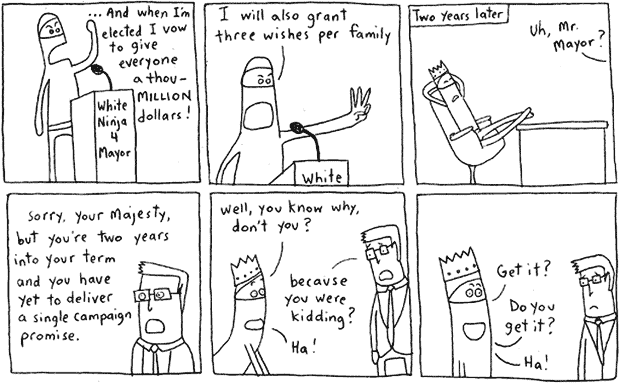 ... And when I'm
elected I vow
to give
everyone
a thou-
MILLION
dollars!
White
Ninja
4
Mayor
I will also grant
three wishes per family
White
Two years later
Uh, Mr.
Mayor?
Sorry, your Majesty,
but you're two years
into your term
and you have
yet to deliver
a single campaign
promise.
Well, you know why,
don't you?
because
you were
kidding?
Ha!
Get it?
Do you
get it?
Ha!